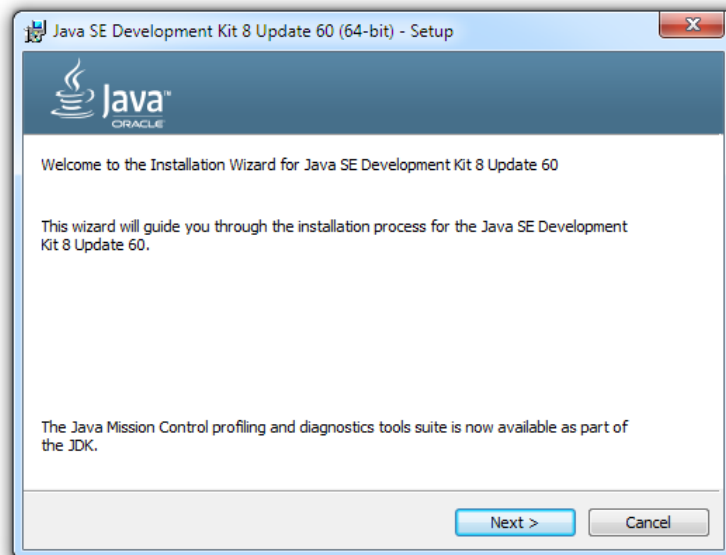 Java SE Development Kit 8 Update 60 (64-bit) - Setup
Java™
ORACLE
Welcome to the Installation Wizard for Java SE Development Kit 8 Update 60
This wizard will guide you through the installation process for the Java SE Development
Kit 8 Update 60.
The Java Mission Control profiling and diagnostics tools suite is now available as part of
the JDK.
Next >
Cancel